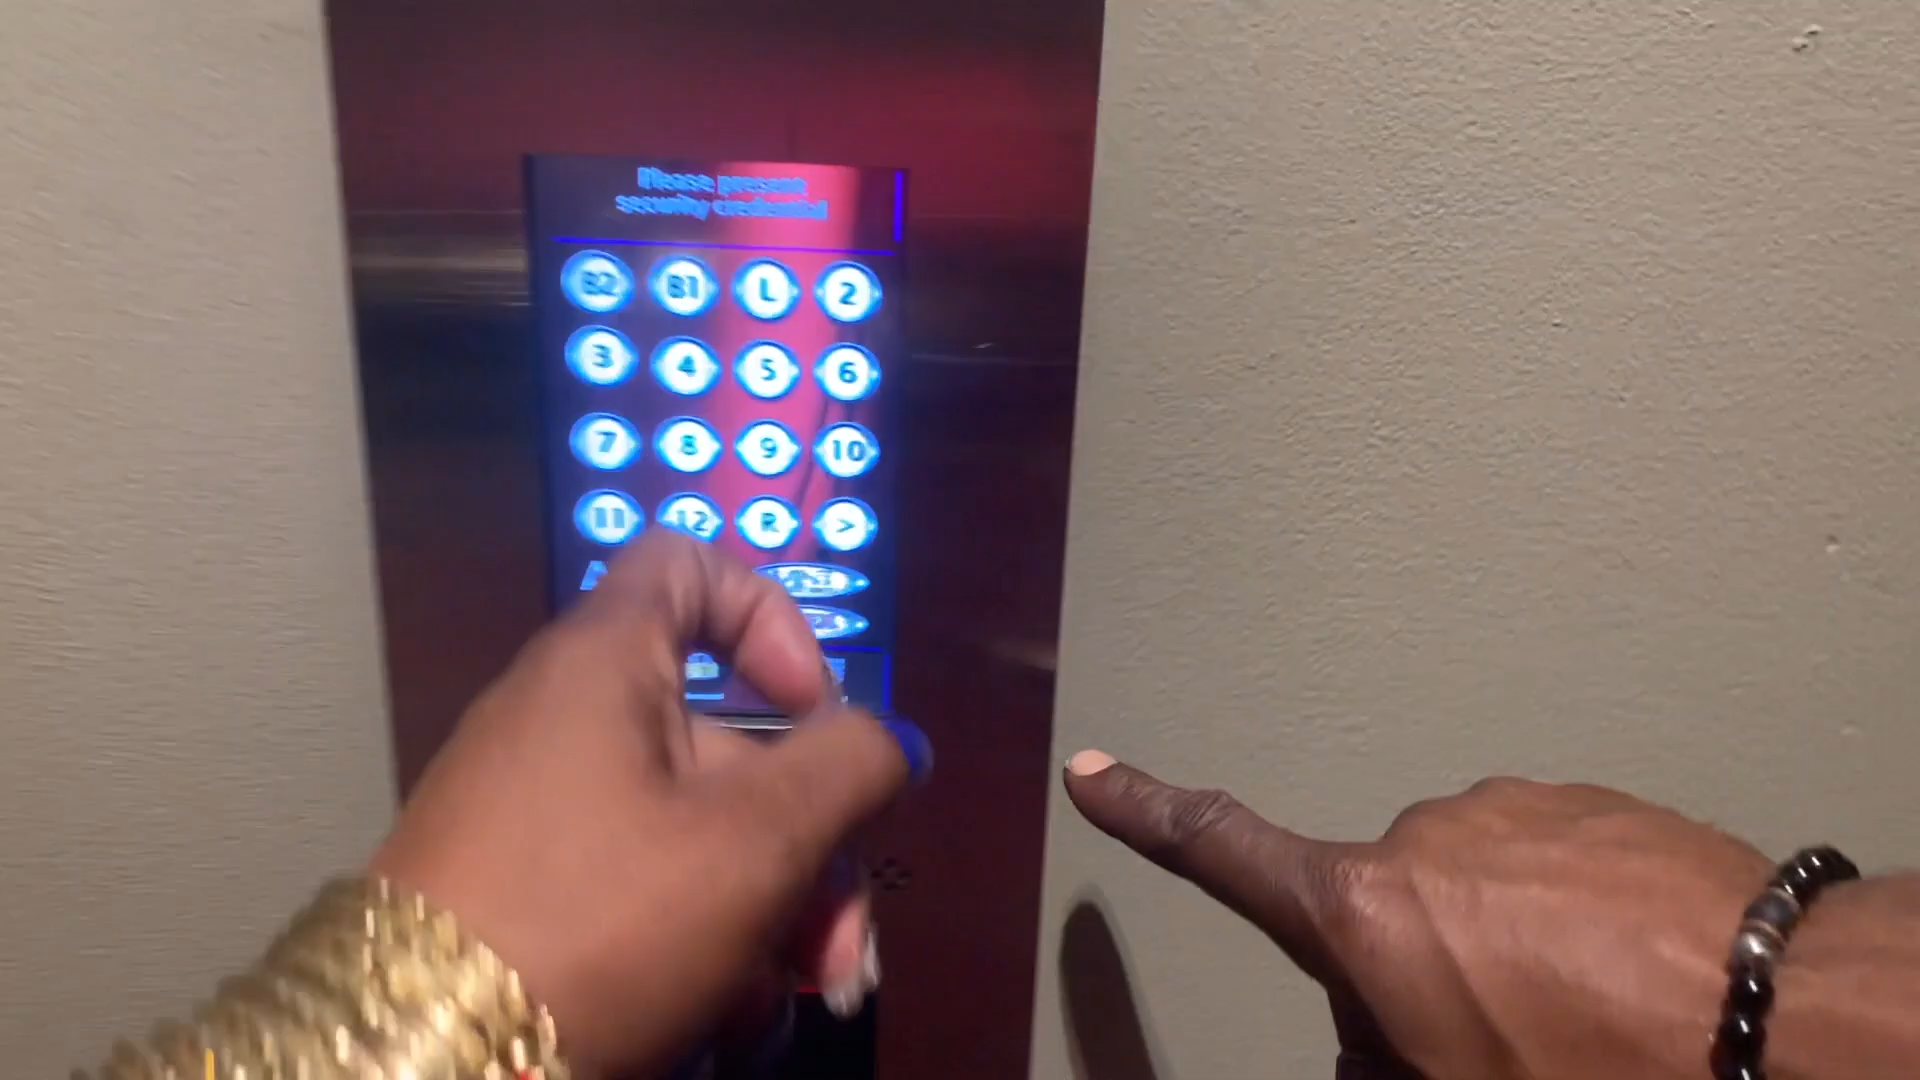 Please present
security credential
B2 B1 L 2
3 4 5 6
7 8 9 10
11 12 R >
A